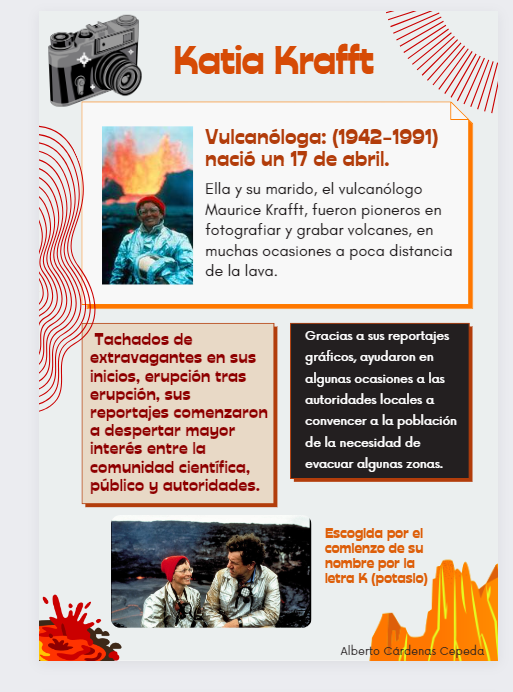 Katia Krafft
Vulcanóloga: (1942-1991)
nació un 17 de abril.
Ella y su marido, el vulcanólogo
Maurice Krafft, fueron pioneros en
fotografiar y grabar volcanes, en
muchas ocasiones a poca distancia
de la lava.
Tachados de
extravagantes en sus
inicios, erupción tras
erupción, sus
reportajes comenzaron
a despertar mayor
interés entre la
comunidad científica,
público y autoridades.
Gracias a sus reportajes
gráficos, ayudaron en
algunas ocasiones a las
autoridades locales a
convencer a la población
de la necesidad de
evacuar algunas zonas.
Escogida por el
comienzo de su
nombre por la
letra K (potasio)
Alberto Cárdenas Cepeda